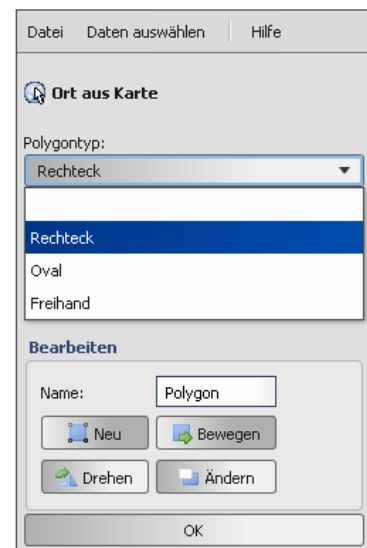 Datei Daten auswählen Hilfe
Ort aus Karte
Polygontyp:
Rechteck
Rechteck
Oval
Freihand
Bearbeiten
Name: Polygon
Neu Bewegen
Drehen Ändern
OK